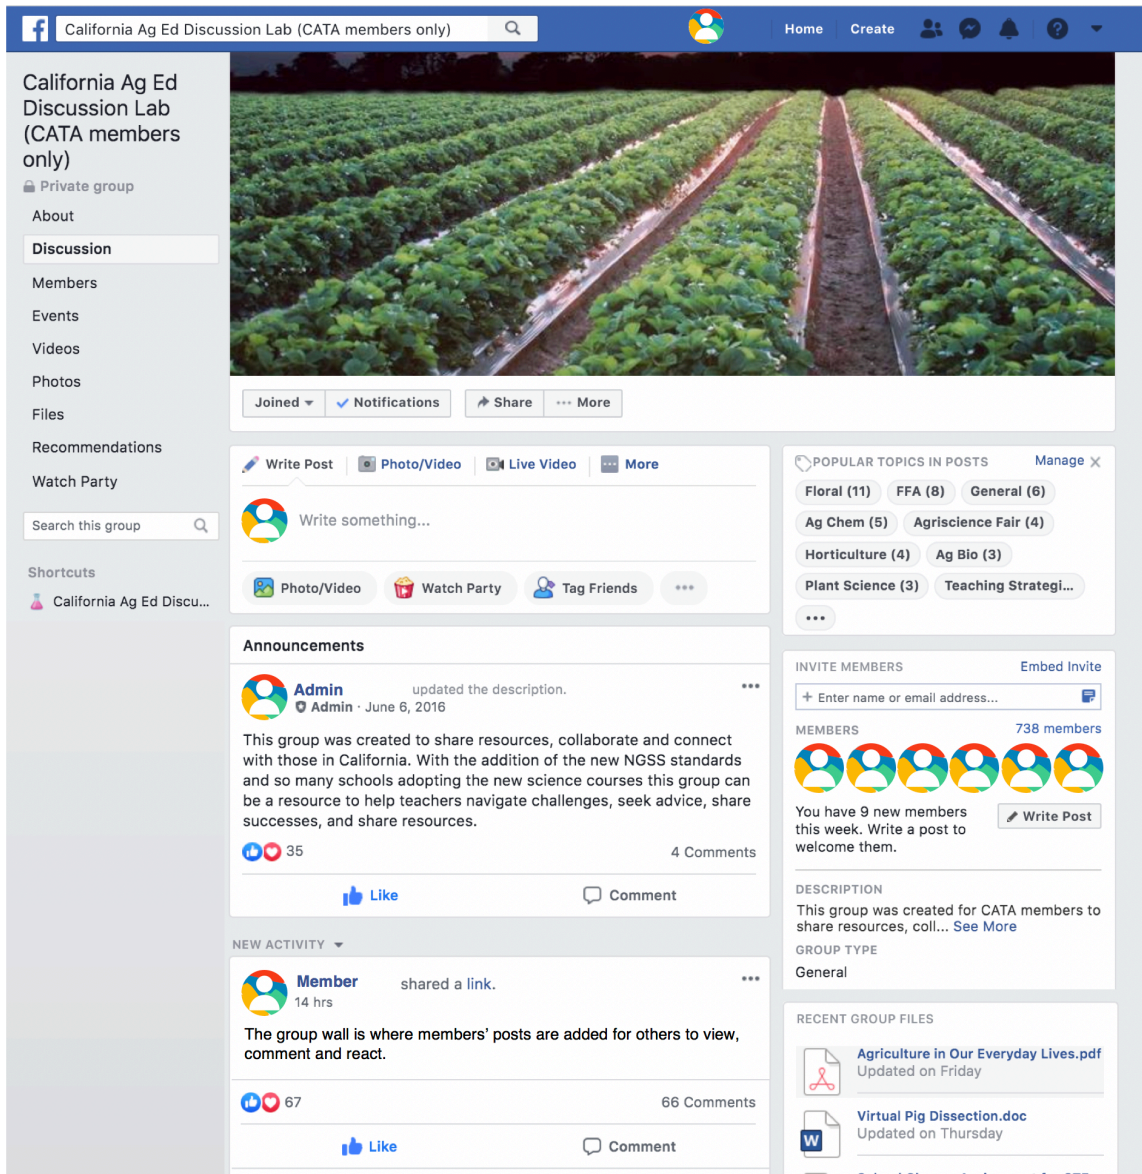 California Ag Ed Discussion Lab (CATA members only)
Home
Create
California Ag Ed
Discussion Lab
(CATA members
only)
Private group
About
Discussion
Members
Events
Videos
Photos
Files
Recommendations
Watch Party
Search this group
Shortcuts
California Ag Ed Discu...
Joined
Notifications
Share
More
Write Post
Photo/Video
Live Video
More
Write something...
Photo/Video
Watch Party
Tag Friends
Announcements
Admin updated the description.
Admin · June 6, 2016
This group was created to share resources, collaborate and connect
with those in California. With the addition of the new NGSS standards
and so many schools adopting the new science courses this group can
be a resource to help teachers navigate challenges, seek advice, share
successes, and share resources.
35
4 Comments
Like
Comment
NEW ACTIVITY
Member shared a link.
14 hrs
The group wall is where members’ posts are added for others to view,
comment and react.
67
66 Comments
Like
Comment
POPULAR TOPICS IN POSTS
Manage
Floral (11) FFA (8) General (6)
Ag Chem (5) Agriscience Fair (4)
Horticulture (4) Ag Bio (3)
Plant Science (3) Teaching Strategi...
INVITE MEMBERS
Embed Invite
+ Enter name or email address...
MEMBERS
738 members
You have 9 new members
this week. Write a post to
welcome them.
Write Post
DESCRIPTION
This group was created for CATA members to
share resources, coll... See More
GROUP TYPE
General
RECENT GROUP FILES
Agriculture in Our Everyday Lives.pdf
Updated on Friday
Virtual Pig Dissection.doc
Updated on Thursday
W